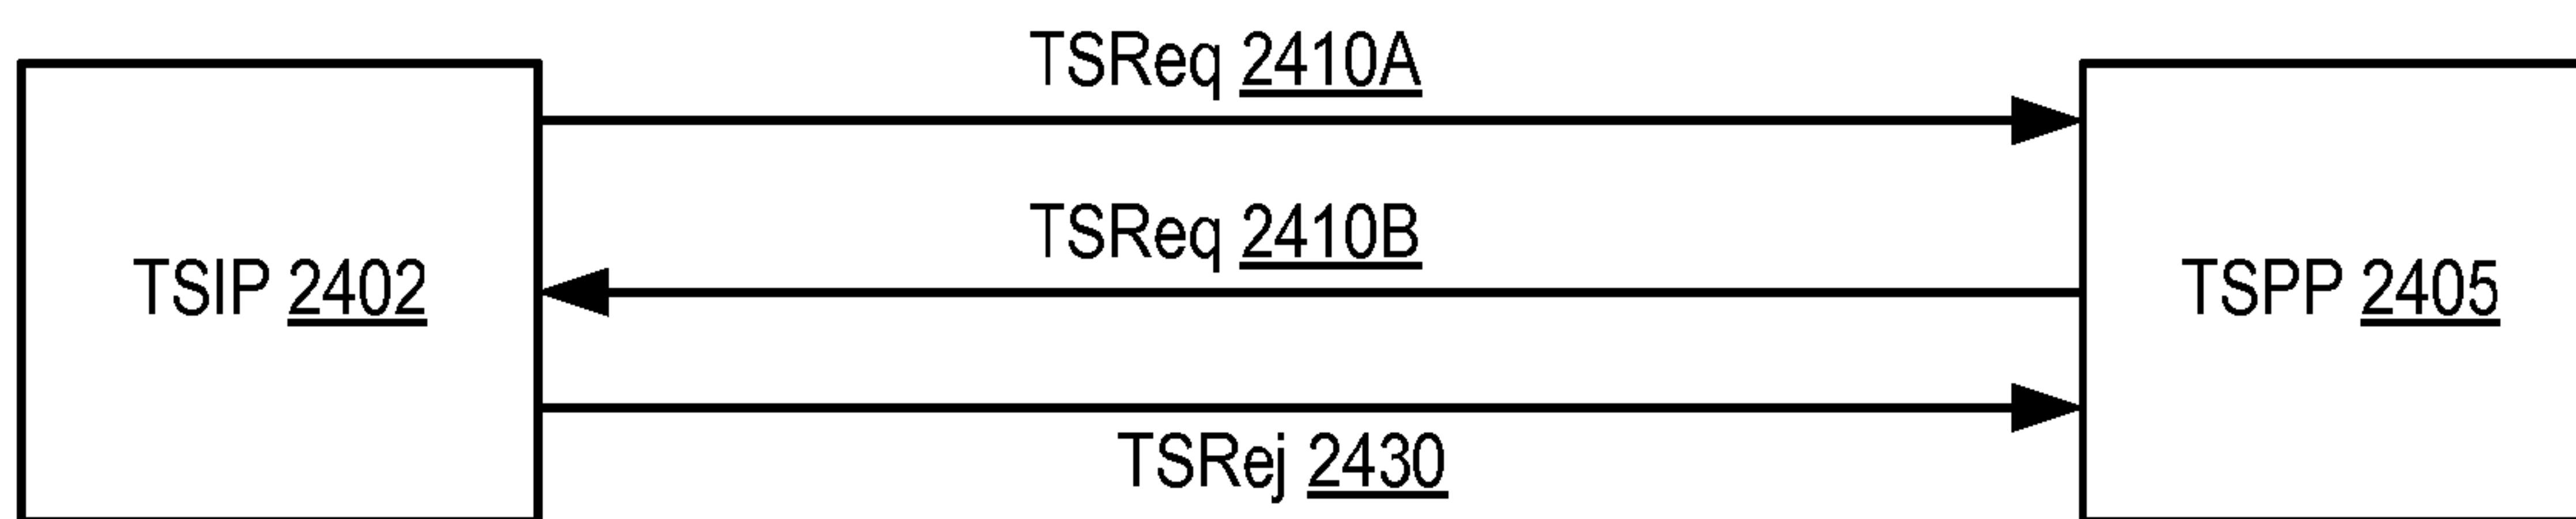 TSReq 2410A
TSReq 2410B
TSIP 2402
TSPP 2405
TSRej 2430